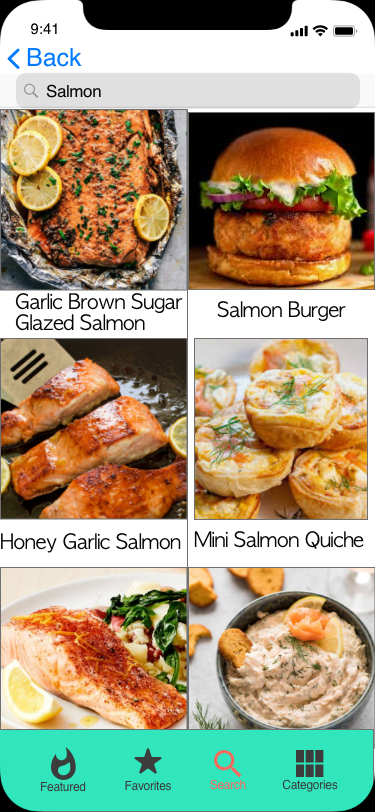 9:41
Back
Salmon
Garlic Brown Sugar
Glazed Salmon
Salmon Burger
Honey Garlic Salmon
Mini Salmon Quiche
Featured
Favorites
Search
Categories